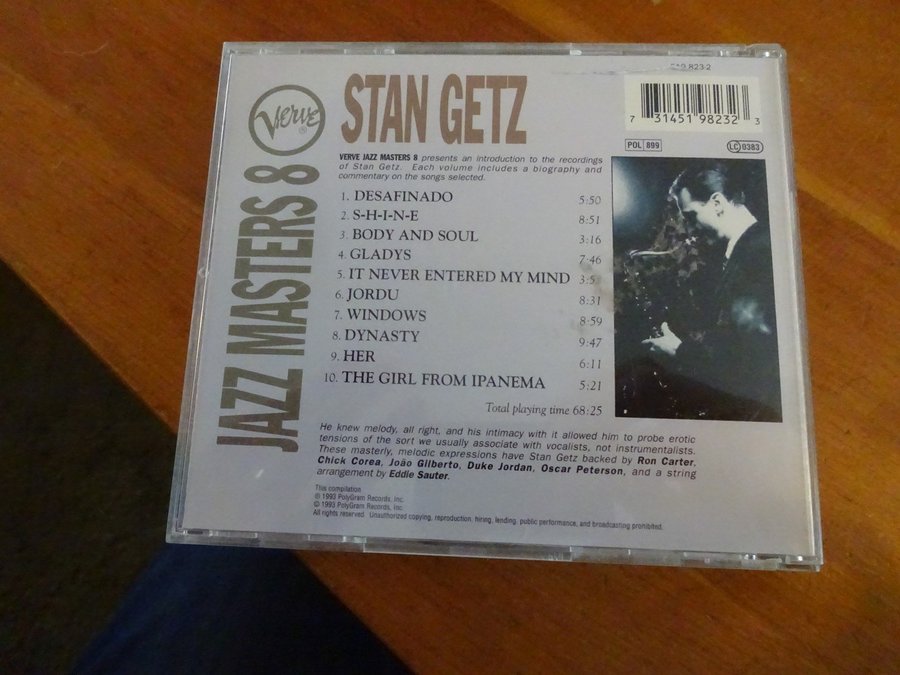 JAZZ MASTERS 8
Verve
STAN GETZ
823 2
7 31451 98232 3
POL 899
LC 0383
VERVE JAZZ MASTERS 8 presents an introduction to the recordings
of Stan Getz. Each volume includes a biography and
commentary on the songs selected.
1. DESAFINADO 5:50
2. S-H-I-N-E 8:51
3. BODY AND SOUL 3:16
4. GLADYS 7:46
5. IT NEVER ENTERED MY MIND
6. JORDU 8:31
7. WINDOWS 8:59
8. DYNASTY 9:47
9. HER 6:11
10. THE GIRL FROM IPANEMA 5:21
Total playing time 68:25
He knew melody, all right, and his intimacy with it allowed him to probe erotic
tensions of the sort we usually associate with vocalists, not instrumentalists.
These masterly, melodic expressions have Stan Getz backed by Ron Carter,
Chick Corea, João Gilberto, Duke Jordan, Oscar Peterson, and a string
arrangement by Eddie Sauter.
This compilation
℗ 1993 PolyGram Records, Inc.
© 1993 PolyGram Records, Inc.
All rights reserved. Unauthorized copying, reproduction, hiring, lending, public performance, and broadcasting prohibited.